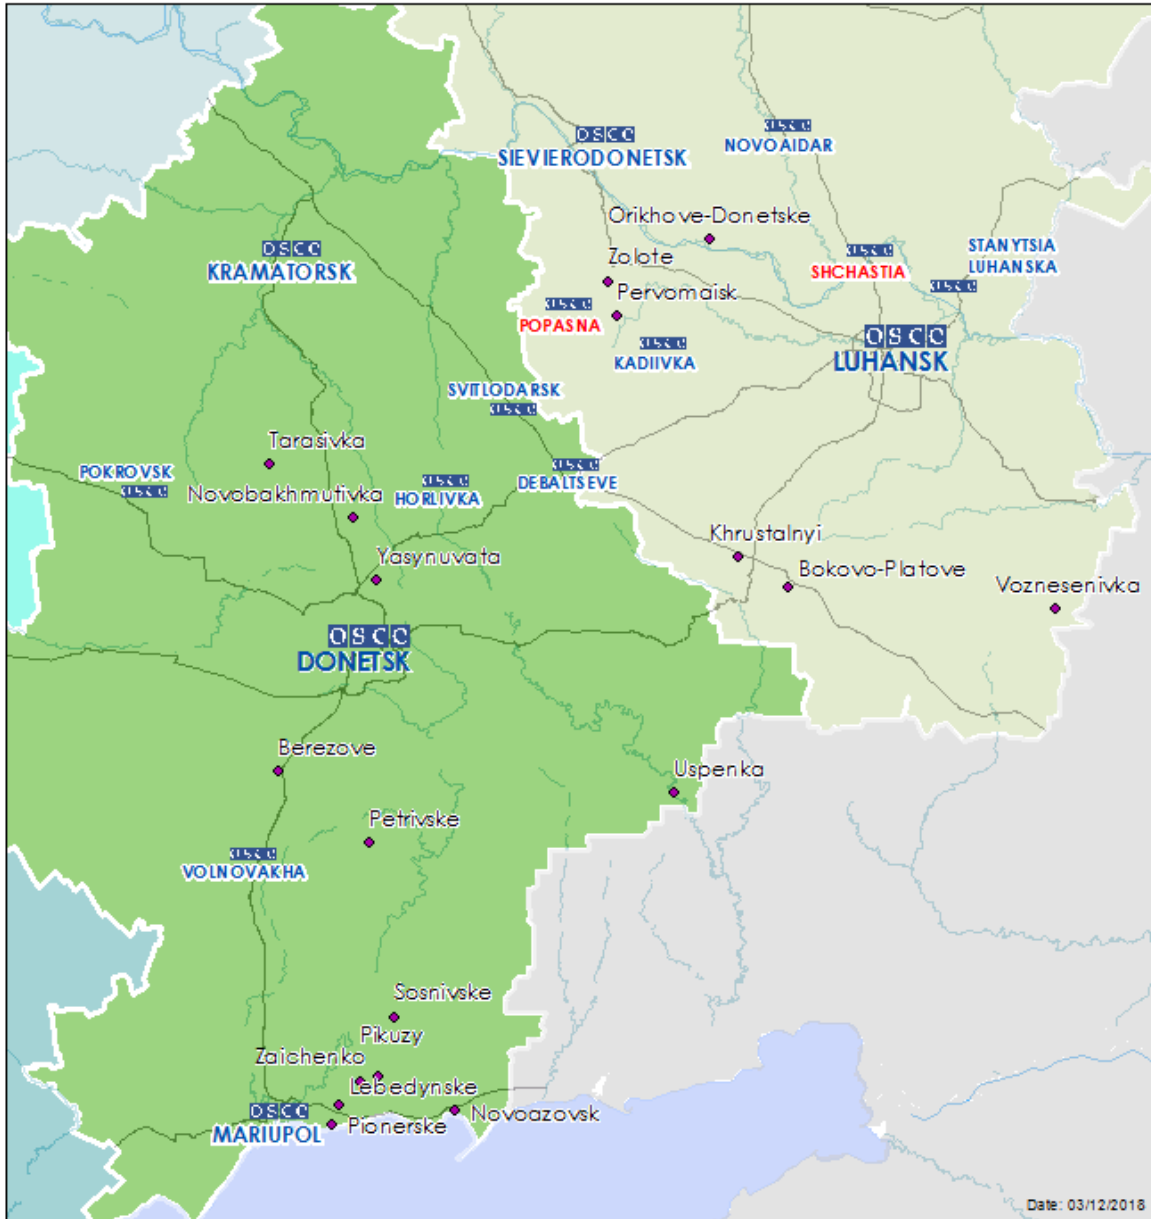 OSCE
SIEVIERODONETSK
OSCE
NOVOAIDAR
Orikhove-Donetske
OSCE
KRAMATORSK
Zolote
OSCE
SHCHASTIA
STANYTSIA
LUHANSKA
OSCE
Pervomaisk
OSCE
POPASNA
OSCE
KADIIVKA
OSCE
LUHANSK
SVITLODARSK
OSCE
Tarasivka
POKROVSK
OSCE
Novobakhmutivka
OSCE
HORLIVKA
OSCE
DEBALTSEVE
Yasynuvata
Khrustalnyi
Bokovo-Platove
Voznesenivka
OSCE
DONETSK
Berezove
Uspenka
Petrivske
OSCE
VOLNOVAKHA
Sosnivske
Pikuzy
Zaichenko
Lebedynske
OSCE
MARIUPOL
Pionerske
Novoazovsk
Date: 03/12/2018